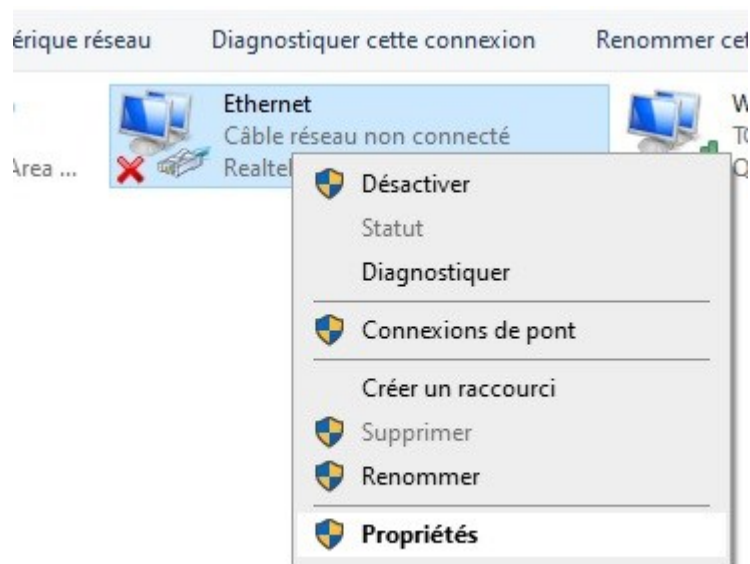 érique réseau Diagnostiquer cette connexion Renommer cet
Ethernet
Câble réseau non connecté
Area ... Realtel
W
Désactiver
Statut
Diagnostiquer
Connexions de pont
Créer un raccourci
Supprimer
Renommer
Propriétés